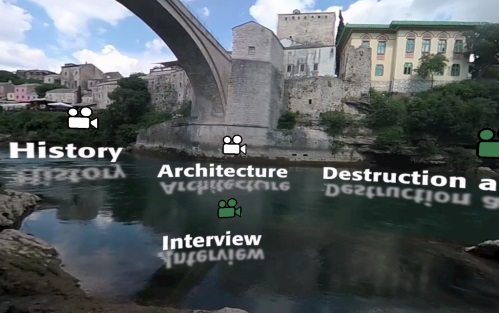 History
Architecture
Destruction a
Interview